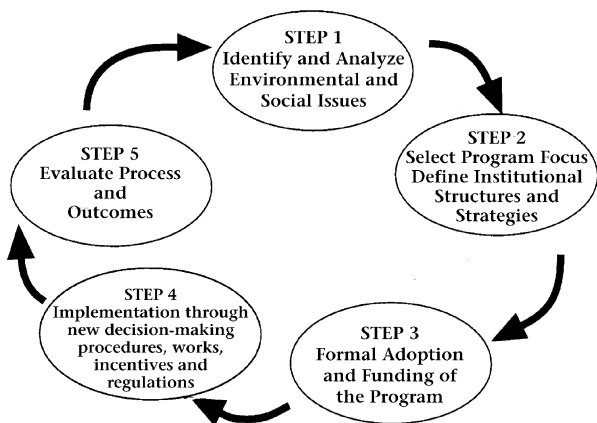 STEP 1
Identify and Analyze
Environmental and
Social Issues
STEP 2
Select Program Focus
Define Institutional
Structures and
Strategies
STEP 3
Formal Adoption
and Funding of
the Program
STEP 4
Implementation through
new decision-making
procedures, works,
incentives and
regulations
STEP 5
Evaluate Process
and
Outcomes